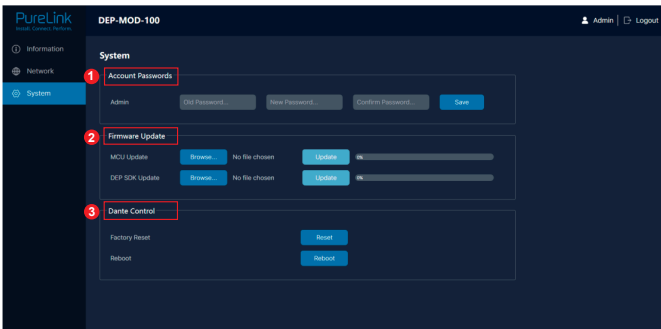 PureLink
Install. Connect. Perform.
DEP-MOD-100
Admin
Logout
Information
Network
System
System
1
Account Passwords
Admin
Old Password...
New Password...
Confirm Password...
Save
2
Firmware Update
MCU Update
Browse...
No file chosen
Update
0%
DEP SDK Update
Browse...
No file chosen
Update
0%
3
Dante Control
Factory Reset
Reset
Reboot
Reboot